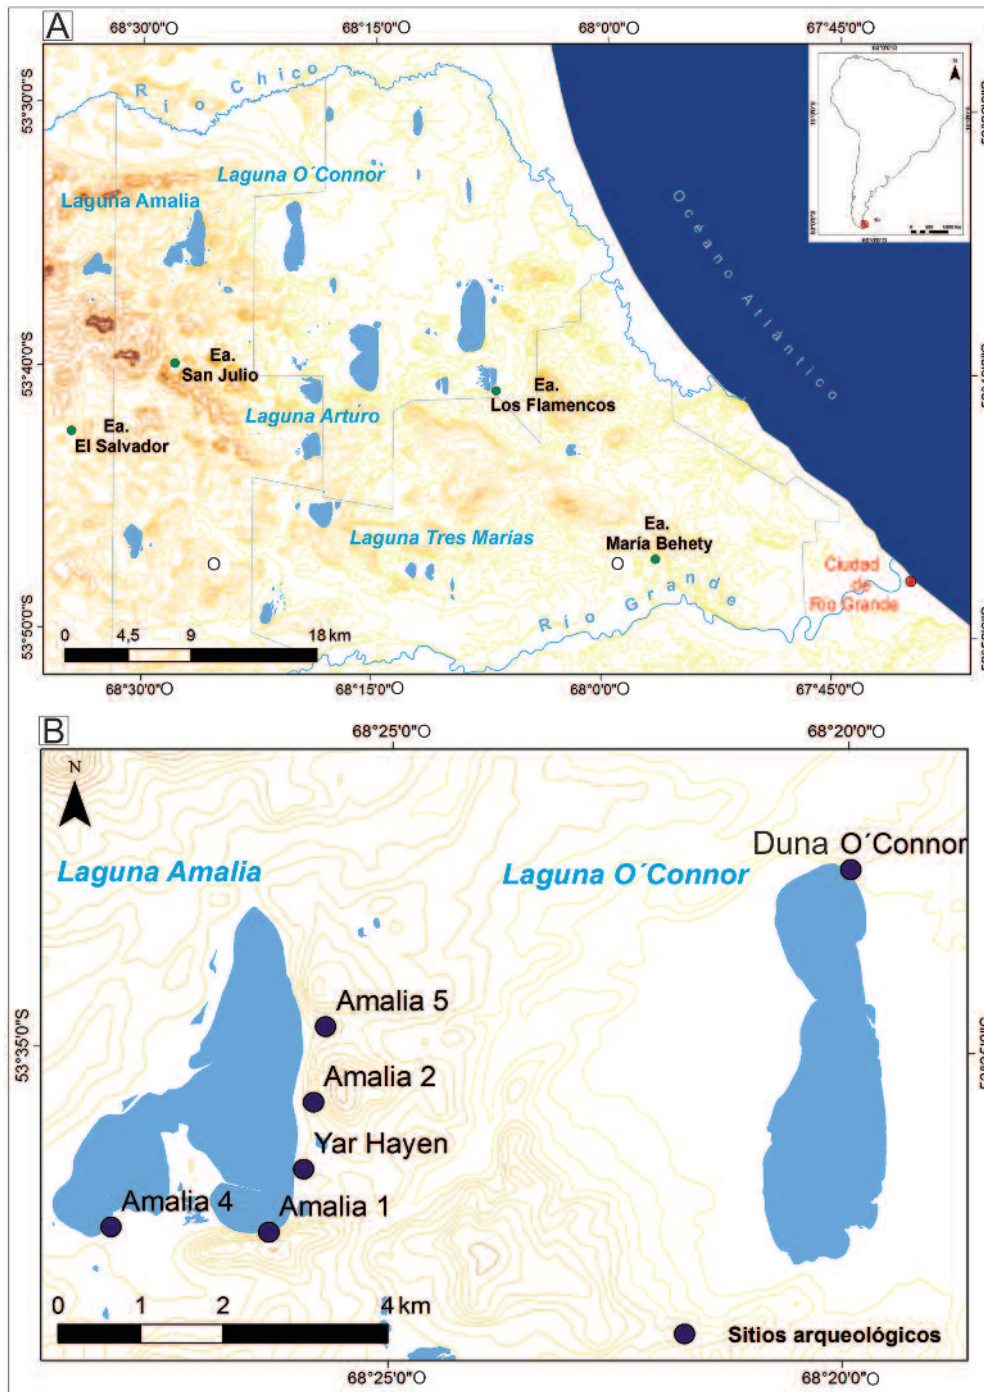 A
68°30'0"O
68°15'0"O
68°0'0"O
67°45'0"O
53°30'0"S
53°40'0"S
53°50'0"S
Río Chico
Laguna O´Connor
Laguna Amalia
Océano Atlántico
N
Ea.
San Julio
Ea.
Los Flamencos
Laguna Arturo
Ea.
El Salvador
Laguna Tres Marías
Ea.
María Behety
O
O
Río Grande
Ciudad
de
Río Grande
0 4,5 9 18 km
68°30'0"O
68°15'0"O
68°0'0"O
67°45'0"O
B
68°25'0"O
68°20'0"O
N
Laguna Amalia
Laguna O´Connor
Duna O´Connor
Amalia 5
53°35'0"S
Amalia 2
Yar Hayen
Amalia 4
Amalia 1
0 1 2 4 km
Sitios arqueológicos
68°25'0"O
68°20'0"O